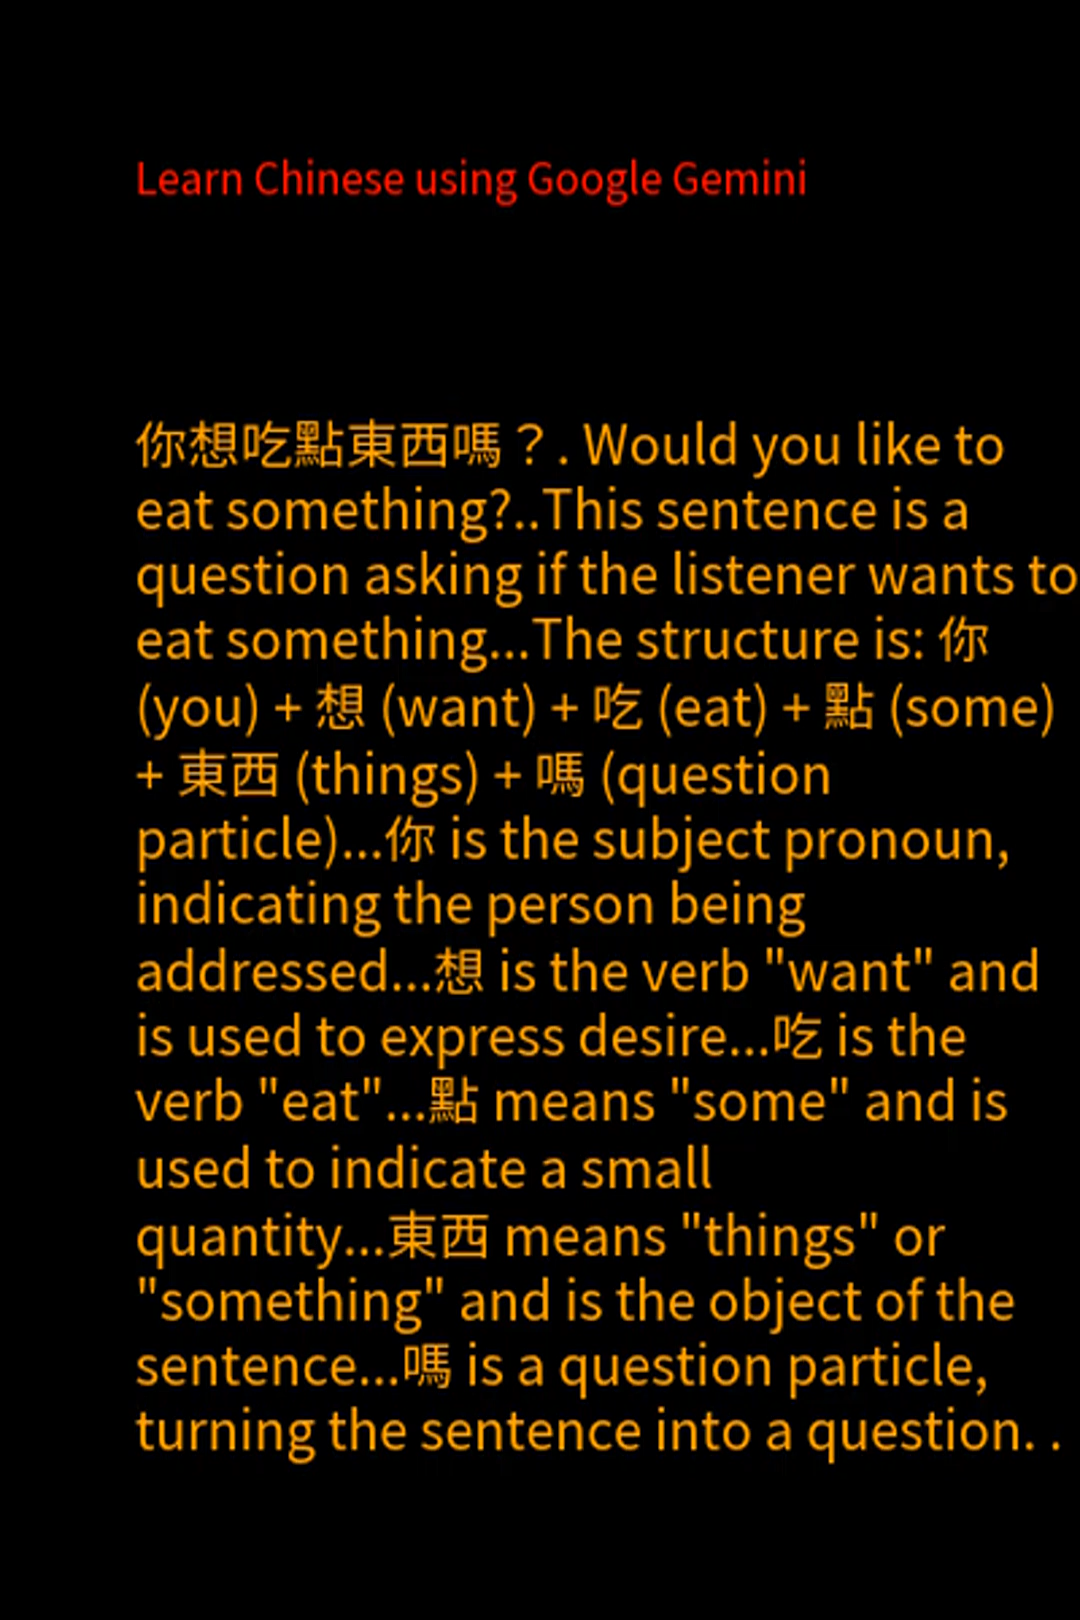 Learn Chinese using Google Gemini
你想吃點東西嗎？. Would you like to
eat something?..This sentence is a
question asking if the listener wants to
eat something...The structure is: 你
(you) + 想 (want) + 吃 (eat) + 點 (some)
+ 東西 (things) + 嗎 (question
particle)...你 is the subject pronoun,
indicating the person being
addressed...想 is the verb "want" and
is used to express desire...吃 is the
verb "eat"...點 means "some" and is
used to indicate a small
quantity...東西 means "things" or
"something" and is the object of the
sentence...嗎 is a question particle,
turning the sentence into a question. .